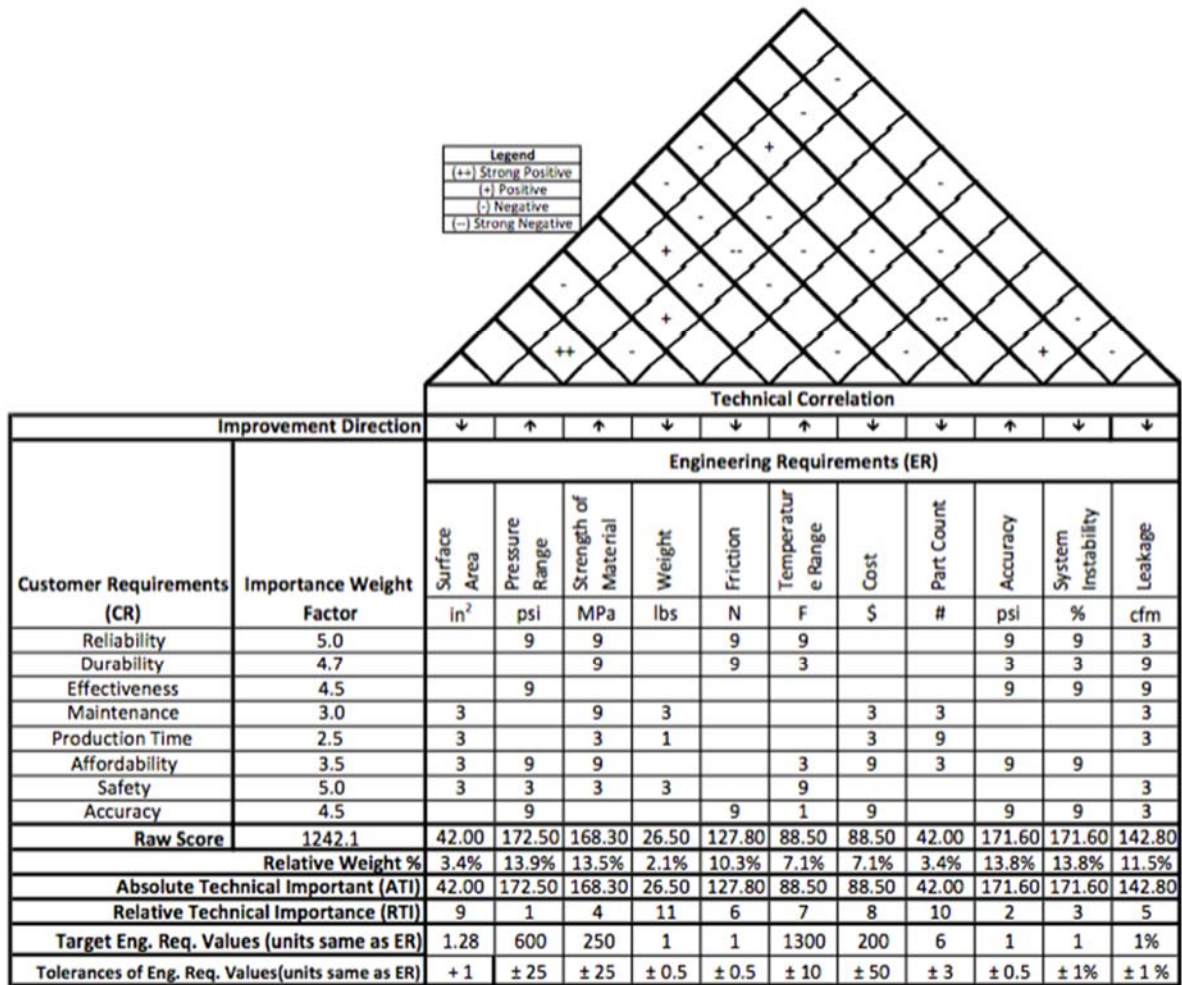 Legend
(++) Strong Positive
(+) Positive
(-) Negative
(--) Strong Negative
-
-
- +
- -
- -
+ -- - - -
- - -
+ -- -
++ - - - + -
Technical Correlation
Improvement Direction ↓ ↑ ↑ ↓ ↓ ↑ ↓ ↓ ↑ ↓ ↓
Engineering Requirements (ER)
Customer Requirements
(CR)
Importance Weight
Factor
Surface
Area
Pressure
Range
Strength of
Material
Weight
Friction
Temperatur
e Range
Cost
Part Count
Accuracy
System
Instability
Leakage
in² psi MPa lbs N F $ # psi % cfm
Reliability 5.0 9 9 9 9 9 9 3
Durability 4.7 9 9 3 3 3 9
Effectiveness 4.5 9 9 9 9
Maintenance 3.0 3 9 3 3 3 3
Production Time 2.5 3 3 1 3 9 3
Affordability 3.5 3 9 9 3 9 3 9 9
Safety 5.0 3 3 3 3 9 3
Accuracy 4.5 9 9 1 9 9 9 3
Raw Score 1242.1 42.00 172.50 168.30 26.50 127.80 88.50 88.50 42.00 171.60 171.60 142.80
Relative Weight % 3.4% 13.9% 13.5% 2.1% 10.3% 7.1% 7.1% 3.4% 13.8% 13.8% 11.5%
Absolute Technical Important (ATI) 42.00 172.50 168.30 26.50 127.80 88.50 88.50 42.00 171.60 171.60 142.80
Relative Technical Importance (RTI) 9 1 4 11 6 7 8 10 2 3 5
Target Eng. Req. Values (units same as ER) 1.28 600 250 1 1 1300 200 6 1 1 1%
Tolerances of Eng. Req. Values(units same as ER) + 1 ± 25 ± 25 ± 0.5 ± 0.5 ± 10 ± 50 ± 3 ± 0.5 ± 1% ± 1 %